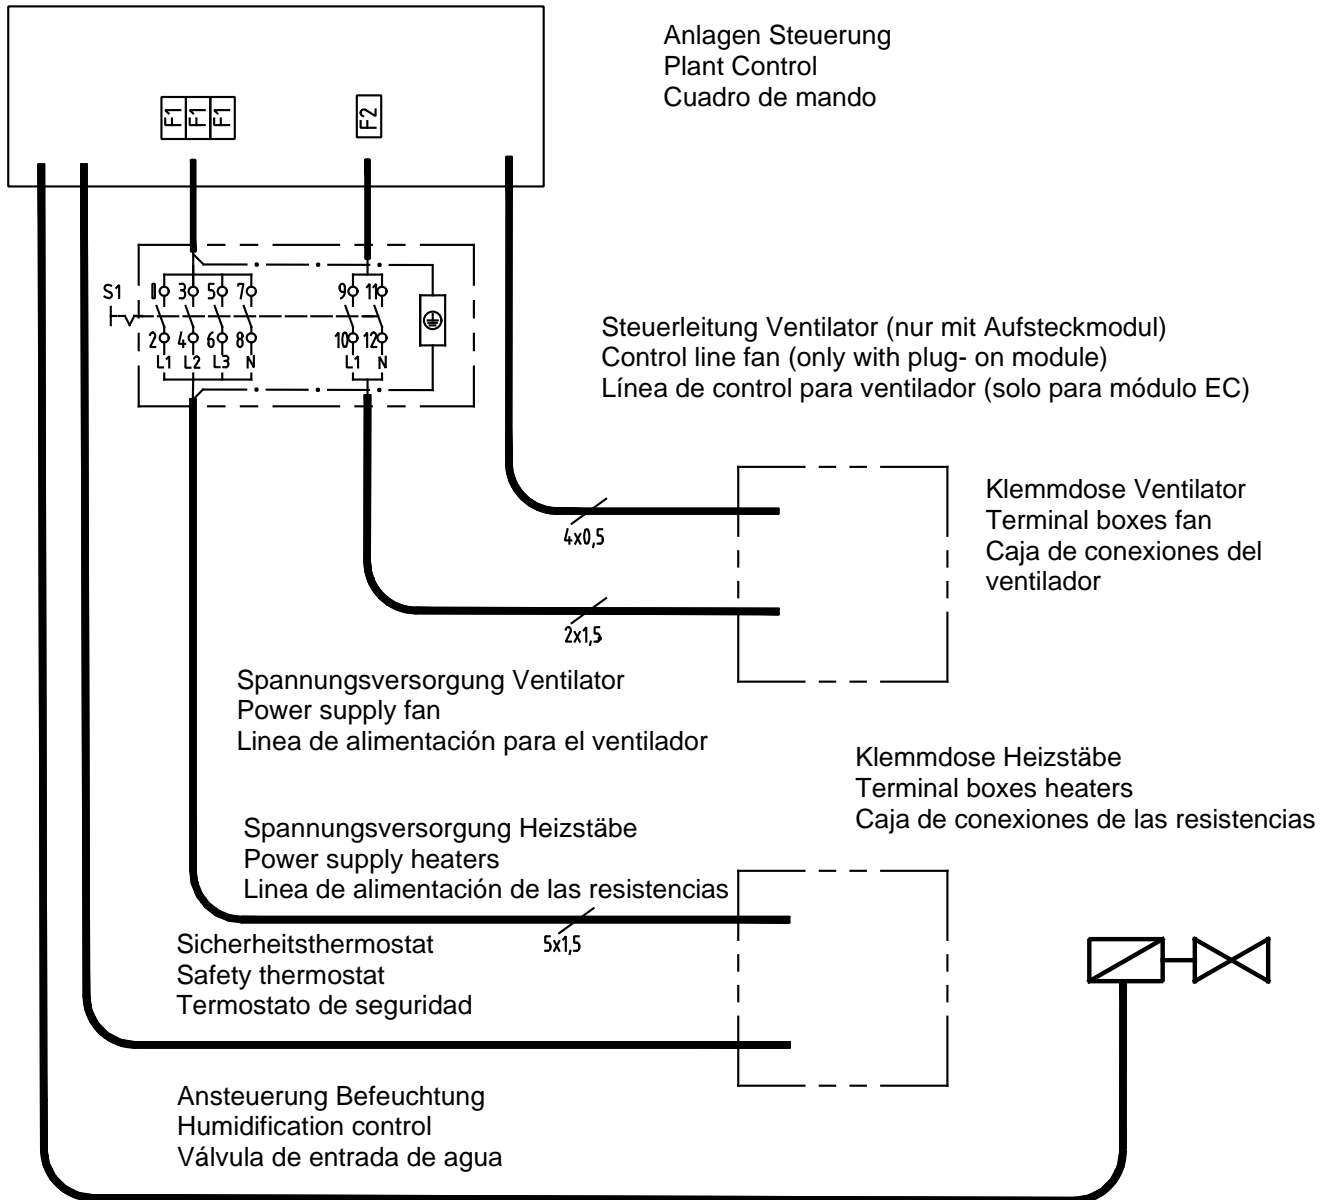 Anlagen Steuerung
Plant Control
Cuadro de mando
F1 F1 F1 F2
S1
1 3 5 7 9 11
2 4 6 8 10 12
L1 L2 L3 N L1 N
Steuerleitung Ventilator (nur mit Aufsteckmodul)
Control line fan (only with plug- on module)
Línea de control para ventilador (solo para módulo EC)
4x0,5
Klemmdose Ventilator
Terminal boxes fan
Caja de conexiones del
ventilador
2x1,5
Spannungsversorgung Ventilator
Power supply fan
Linea de alimentación para el ventilador
Klemmdose Heizstäbe
Terminal boxes heaters
Caja de conexiones de las resistencias
Spannungsversorgung Heizstäbe
Power supply heaters
Linea de alimentación de las resistencias
5x1,5
Sicherheitsthermostat
Safety thermostat
Termostato de seguridad
Ansteuerung Befeuchtung
Humidification control
Válvula de entrada de agua